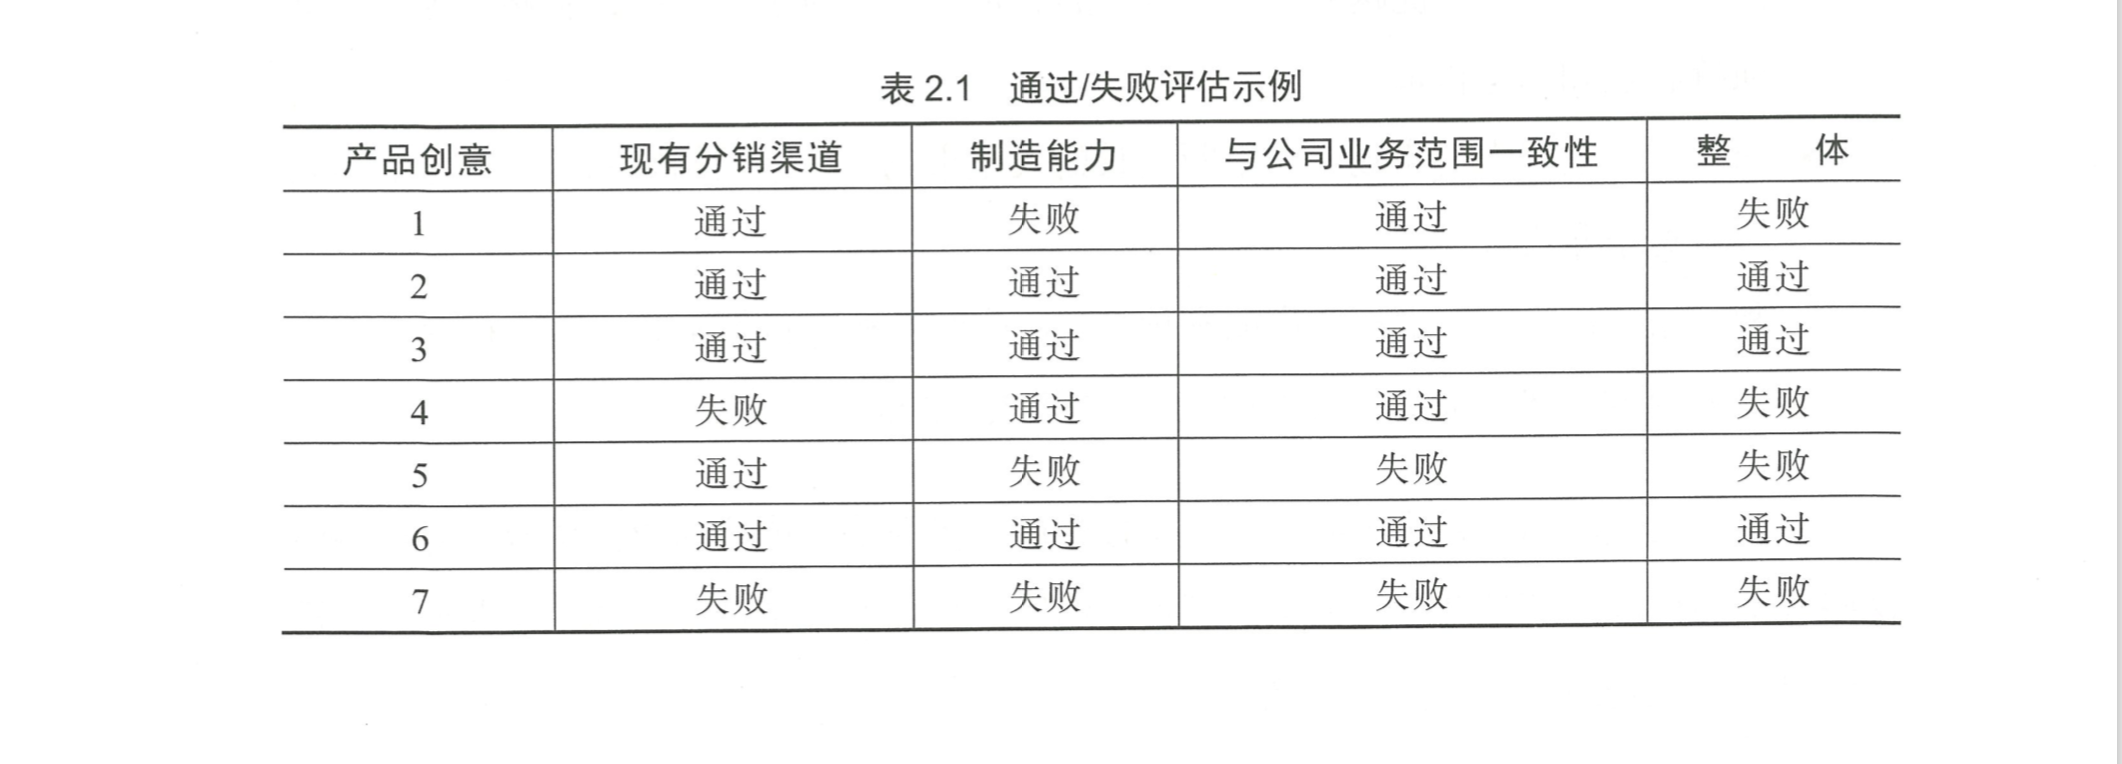 表 2.1 通过/失败评估示例
产品创意 现有分销渠道 制造能力 与公司业务范围一致性 整 体
1 通过 失败 通过 失败
2 通过 通过 通过 通过
3 通过 通过 通过 通过
4 失败 通过 通过 失败
5 通过 失败 失败 失败
6 通过 通过 通过 通过
7 失败 失败 失败 失败